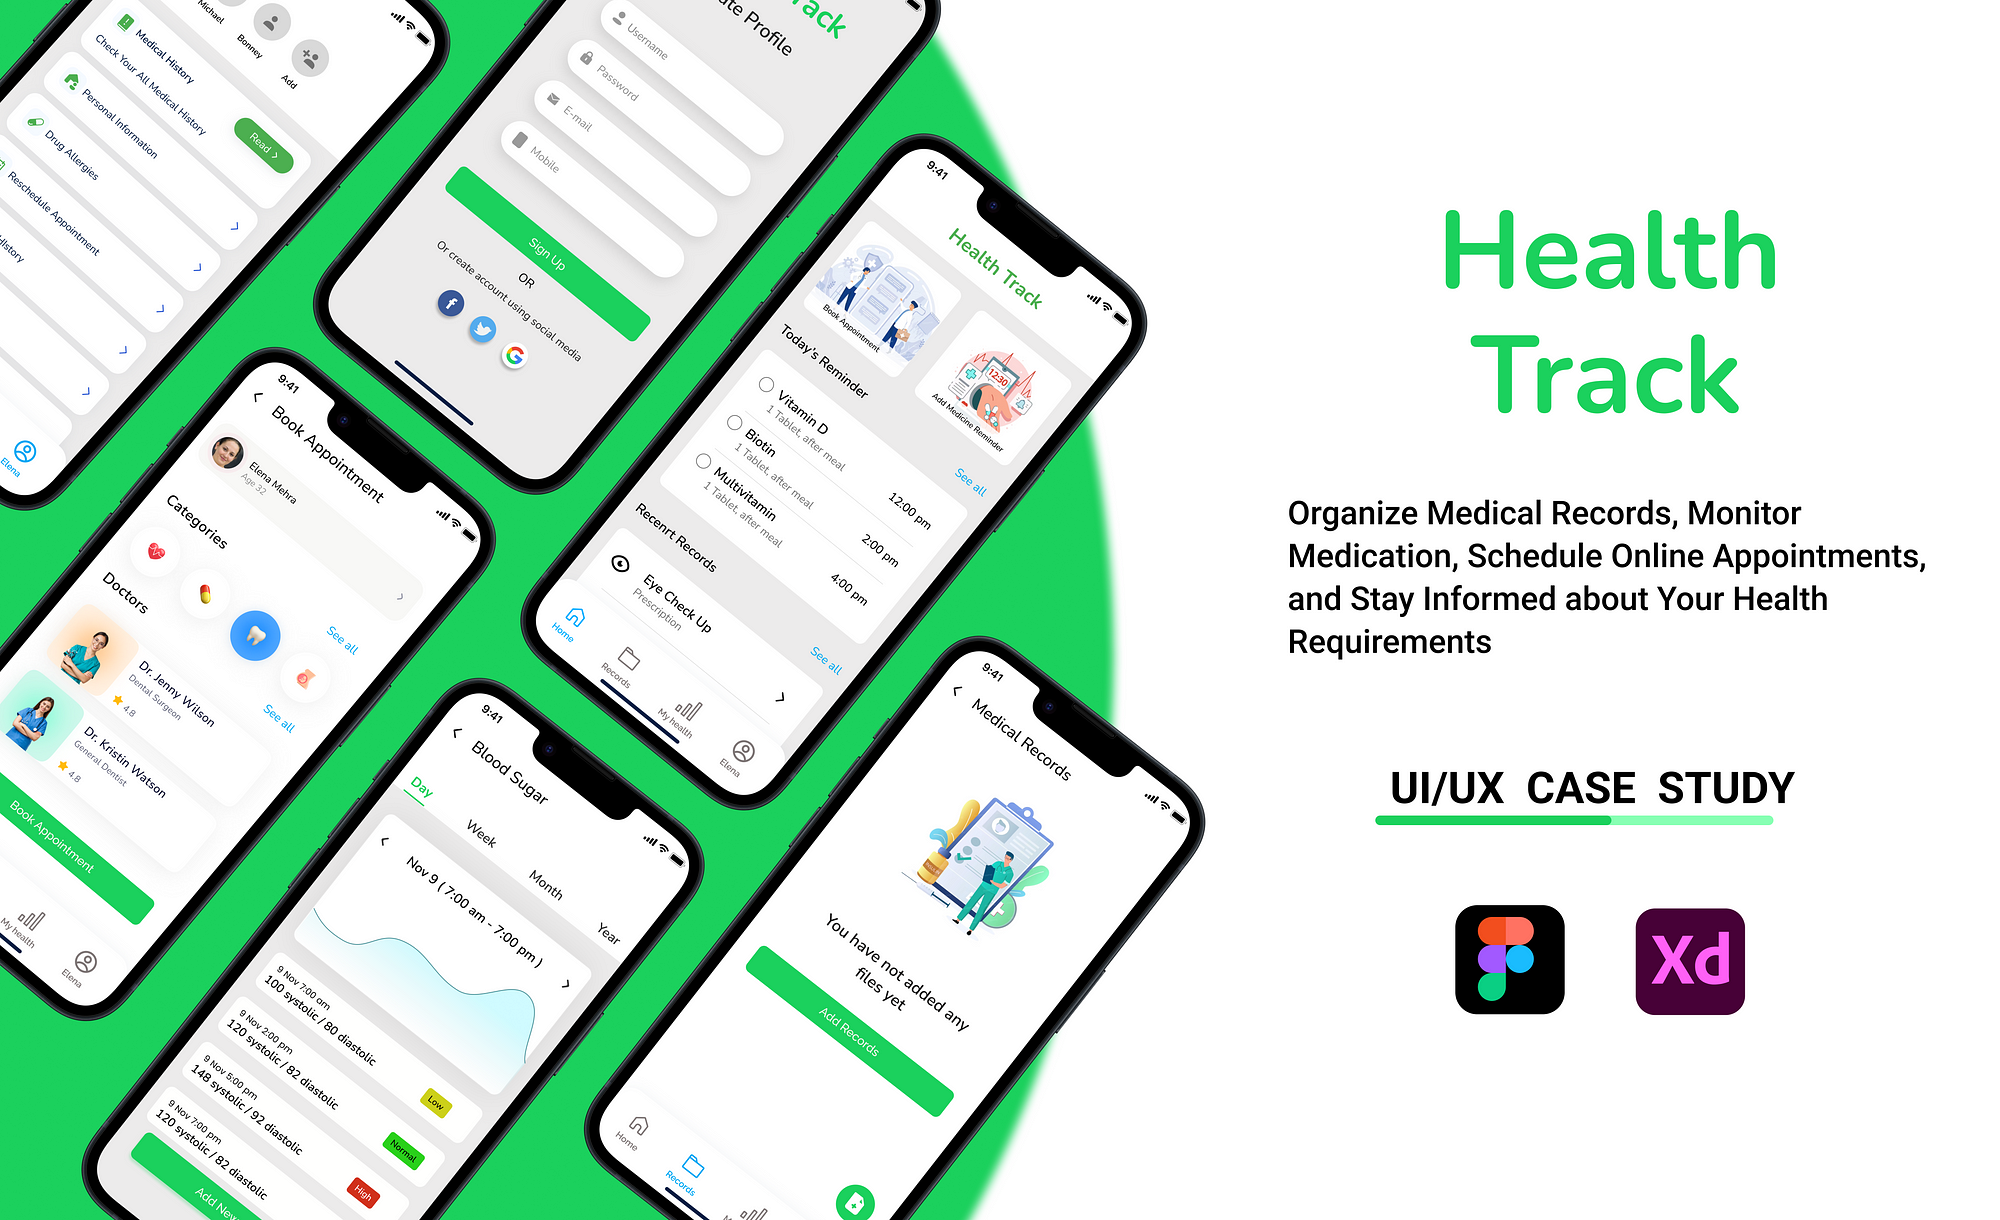 Michael
Bonney
Add
Medical History
Check Your All Medical History
Read >
Personal Information
Drug Allergies
Reschedule Appointment
History
Elena
rack
ate Profile
Username
Password
E-mail
Mobile
Sign Up
OR
Or create account using social media
9:41
Health Track
Book Appointment
Add Medicine Reminder
Today's Reminder
See all
Vitamin D
1 Tablet, after meal
12:00 pm
Biotin
1 Tablet, after meal
2:00 pm
Multivitamin
1 Tablet, after meal
4:00 pm
Recenrt Records
See all
Eye Check Up
Prescription
Home
Records
My health
Elena
9:41
Book Appointment
Elena Mehra
Age 32
Categories
See all
Doctors
See all
Dr. Jenny Wilson
Dental Surgeon
4.8
Dr. Kristin Watson
General Dentist
4.8
Book Appointment
My health
Elena
9:41
Blood Sugar
Day
Week
Month
Year
Nov 9 ( 7:00 am - 7:00 pm )
9 Nov 7:00 am
100 systolic / 80 diastolic
Low
9 Nov 2:00 pm
120 systolic / 82 diastolic
Normal
9 Nov 5:00 pm
148 systolic / 92 diastolic
High
9 Nov 7:00 pm
120 systolic / 82 diastolic
Add New
9:41
Medical Records
You have not added any
files yet
Add Records
Home
Records
Health
Track
Organize Medical Records, Monitor
Medication, Schedule Online Appointments,
and Stay Informed about Your Health
Requirements
UI/UX CASE STUDY
Xd